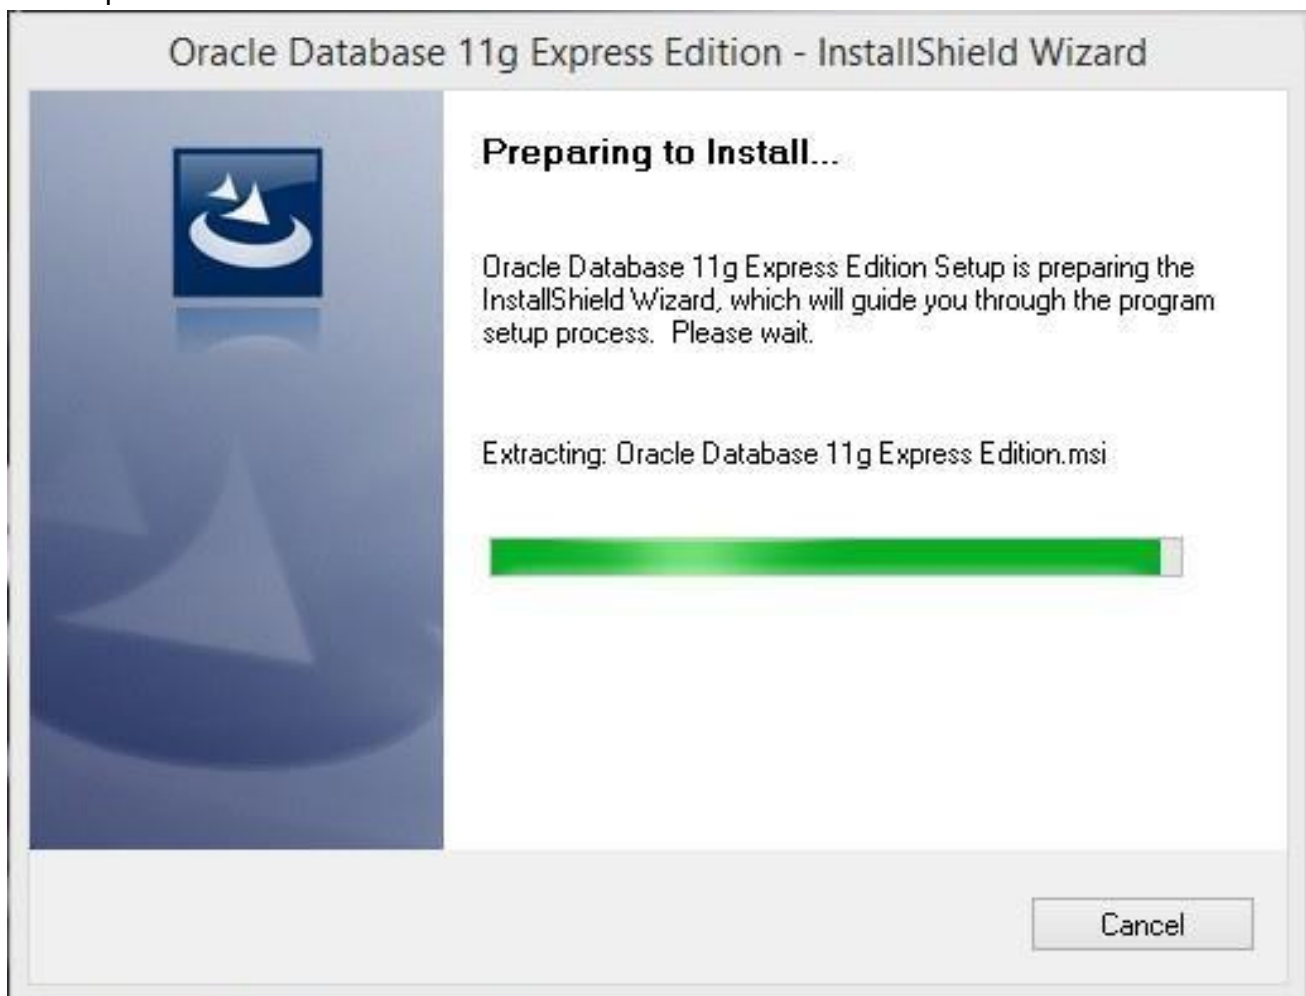 Oracle Database 11g Express Edition - InstallShield Wizard
Preparing to Install...
Oracle Database 11g Express Edition Setup is preparing the
InstallShield Wizard, which will guide you through the program
setup process.  Please wait.
Extracting: Oracle Database 11g Express Edition.msi
Cancel